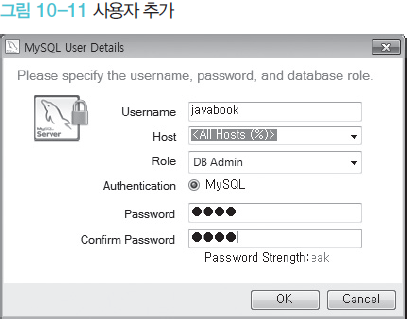 그림 10-11 사용자 추가
MySQL User Details
Please specify the username, password, and database role.
MySQL
Server
Username javabook
Host <All Hosts (%)>
Role DB Admin
Authentication MySQL
Password ●●●●
Confirm Password ●●●●
Password Strength: eak
OK Cancel